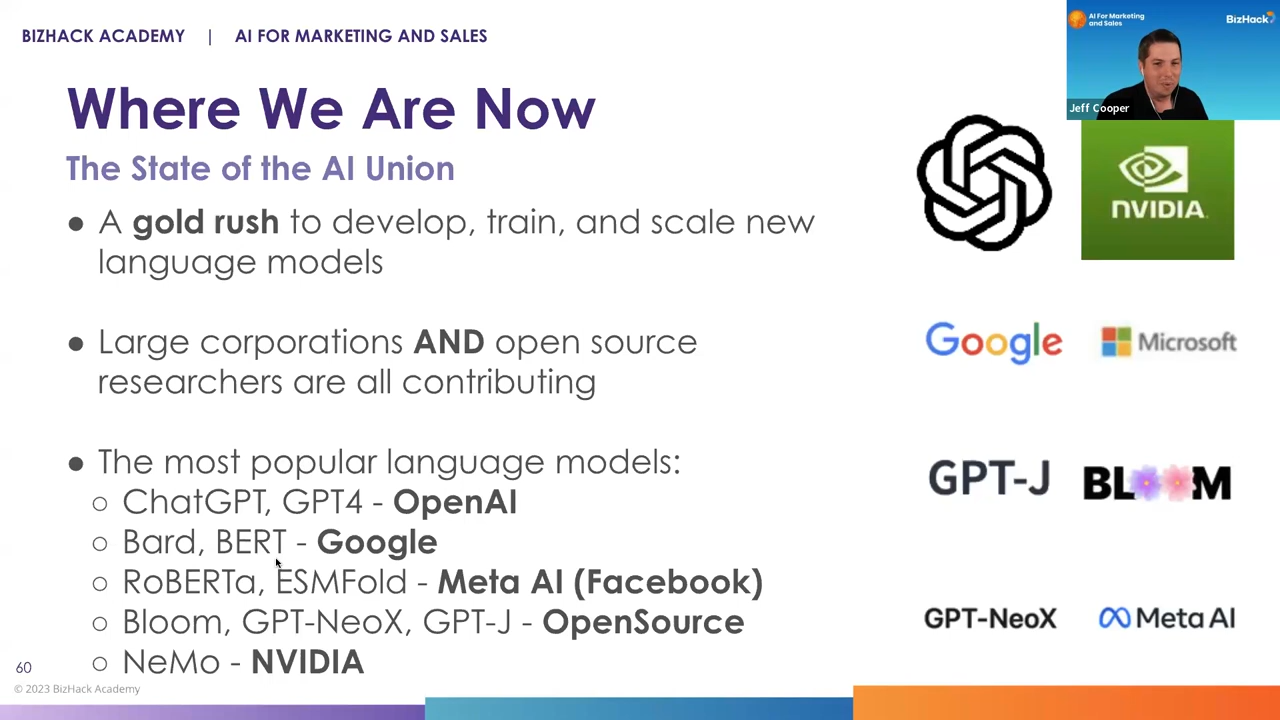 BIZHACK ACADEMY | AI FOR MARKETING AND SALES
AI For Marketing
and Sales
BizHack
Jeff Cooper
Where We Are Now
The State of the AI Union
● A gold rush to develop, train, and scale new
language models
● Large corporations AND open source
researchers are all contributing
● The most popular language models:
○ ChatGPT, GPT4 - OpenAI
○ Bard, BERT - Google
○ RoBERTa, ESMFold - Meta AI (Facebook)
○ Bloom, GPT-NeoX, GPT-J - OpenSource
○ NeMo - NVIDIA
NVIDIA
Google
Microsoft
GPT-J
BLOOM
GPT-NeoX
Meta AI
60
© 2023 BizHack Academy